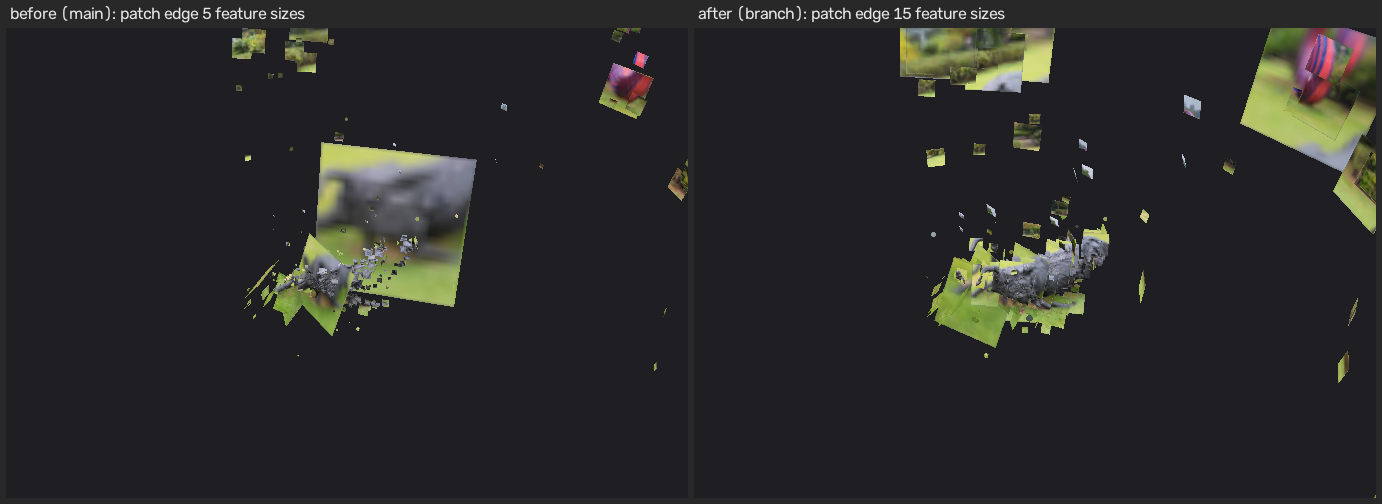 before (main): patch edge 5 feature sizes
after (branch): patch edge 15 feature sizes